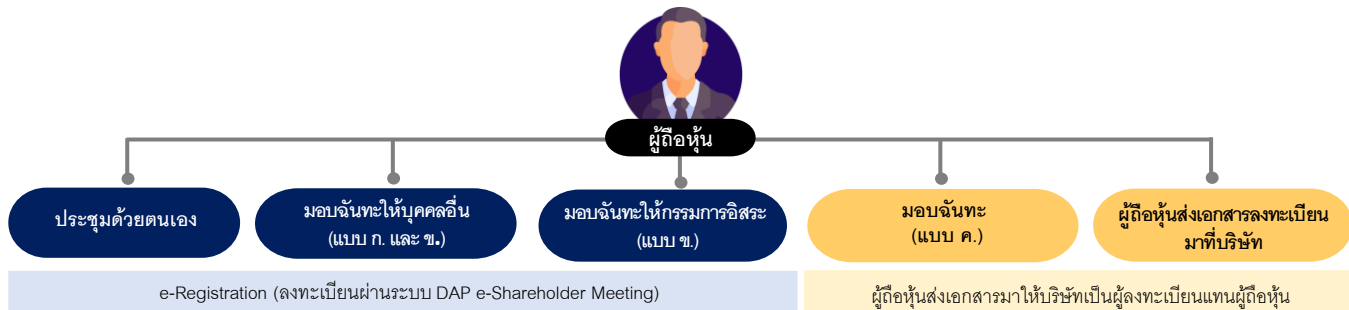 ผู้ถือหุ้น
ประชุมด้วยตนเอง
มอบฉันทะให้บุคคลอื่น
(แบบ ก. และ ข.)
มอบฉันทะให้กรรมการอิสระ
(แบบ ข.)
มอบฉันทะ
(แบบ ค.)
ผู้ถือหุ้นส่งเอกสารลงทะเบียน
มาที่บริษัท
e-Registration (ลงทะเบียนผ่านระบบ DAP e-Shareholder Meeting)
ผู้ถือหุ้นส่งเอกสารมาให้บริษัทเป็นผู้ลงทะเบียนแทนผู้ถือหุ้น